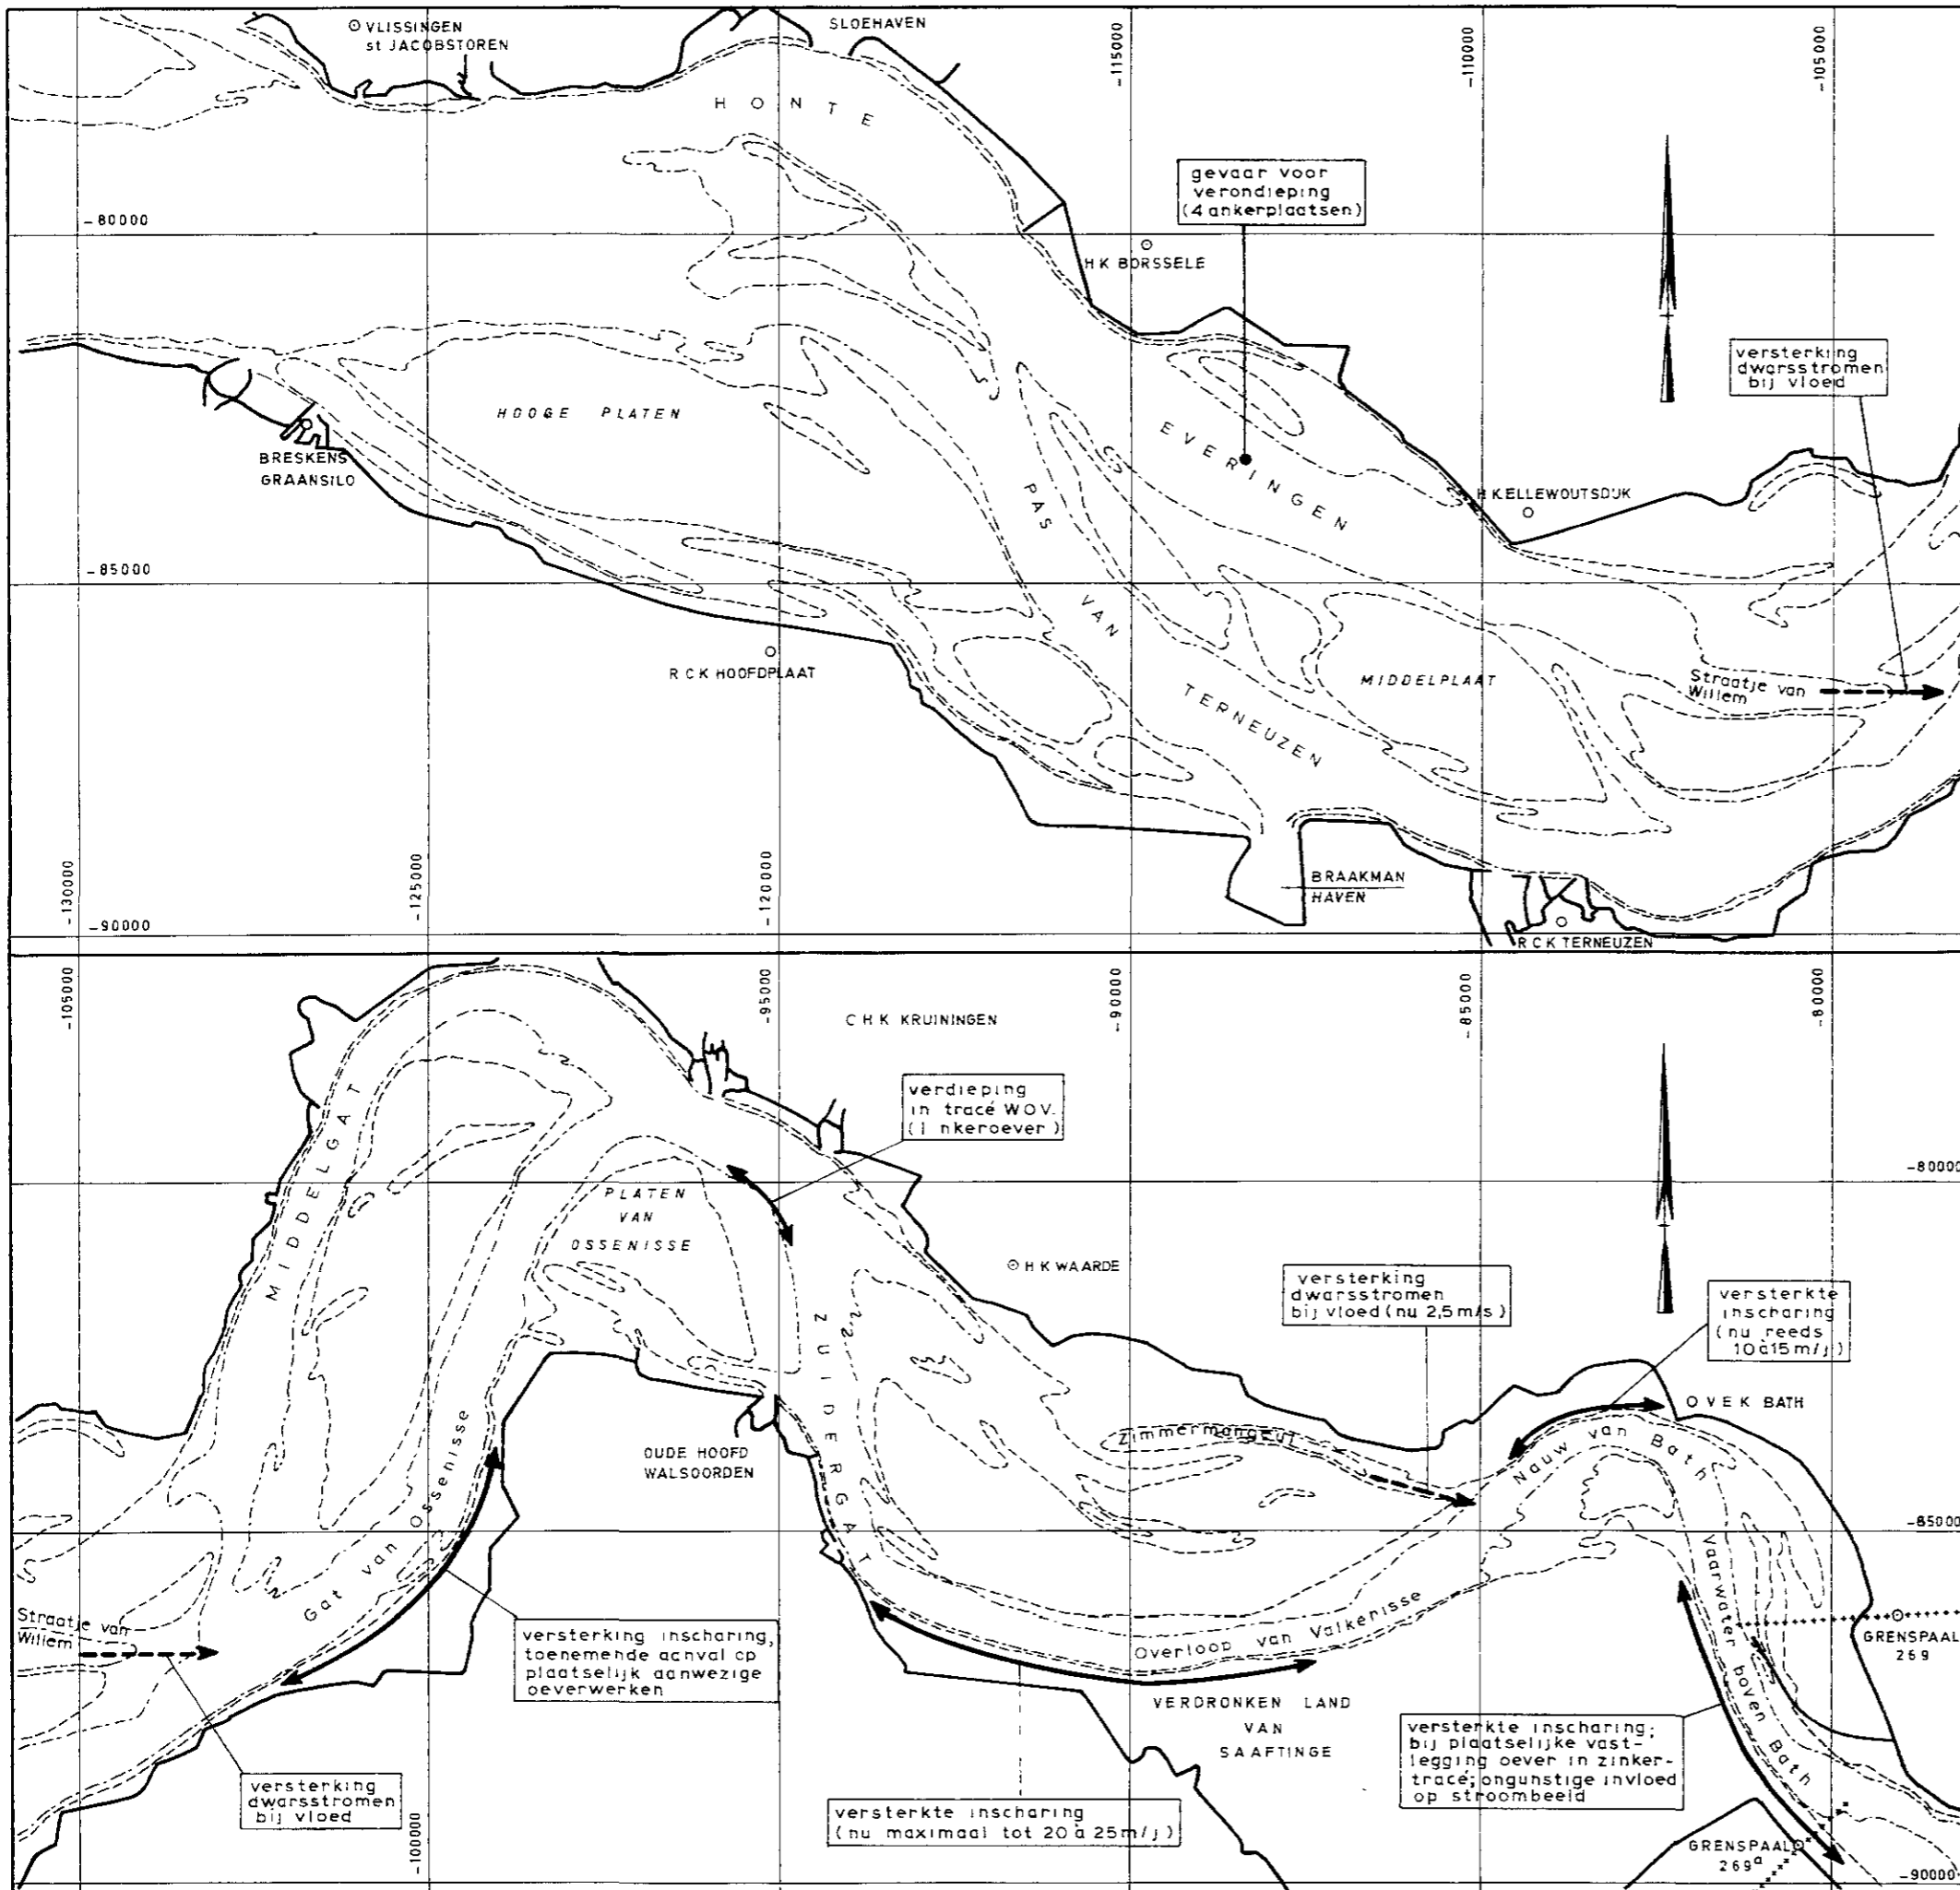 VLISSINGEN
st JACOBSTOREN
SLOEHAVEN
-115000
-110000
-105000
HONTE
gevaar voor
verondieping
(4 ankerplaatsen)
-80000
H K BORSSELE
versterking
dwarsstromen
bij vloed
HOOGE PLATEN
EVERINGEN
BRESKENS
GRAANSILO
PAS VAN TERNEUZEN
H K ELLEWOUTSDIJK
-85000
R C K HOOFDPLAAT
MIDDELPLAAT
Straatje van
Willem
-130000
-125000
-120000
BRAAKMAN
HAVEN
-90000
R C K TERNEUZEN
-105000
-95000
-90000
-85000
-80000
C H K KRUININGEN
verdieping
in tracé WOV.
(l nkeroever)
MIDDELGAT
-80000
PLATEN
VAN
OSSENISSE
H K WAARDE
versterking
dwarsstromen
bij vloed (nu 2,5 m/s)
versterkte
inscharing
(nu reeds
10 à 15 m/j)
ZUIDERGAT
OVEK BATH
Zimmermangeul
Nauw van Bath
OUDE HOOFD
WALSOORDEN
Gat van Ossenisse
-85000
Vaarwater boven Bath
Straatje van
Willem
Overloop van Valkenisse
GRENSPAAL
269
versterking inscharing,
toenemende aanval op
plaatselijk aanwezige
oeverwerken
VERDRONKEN LAND
VAN
SAAFTINGE
versterkte inscharing;
bij plaatselijke vast-
legging oever in zinker-
tracé; ongunstige invloed
op stroombeeld
versterking
dwarsstromen
bij vloed
versterkte inscharing
(nu maximaal tot 20 à 25 m/j)
-100000
GRENSPAAL
269a
-90000